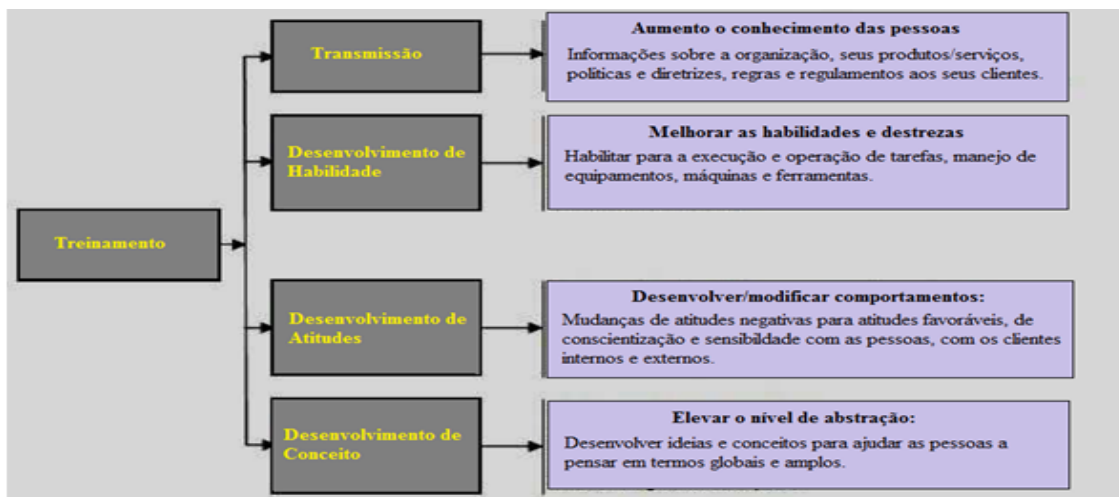 Treinamento
Transmissão
Aumento o conhecimento das pessoas
Informações sobre a organização, seus produtos/serviços,
políticas e diretrizes, regras e regulamentos aos seus clientes.
Desenvolvimento de
Habilidade
Melhorar as habilidades e destrezas
Habilitar para a execução e operação de tarefas, manejo de
equipamentos, máquinas e ferramentas.
Desenvolvimento de
Atitudes
Desenvolver/modificar comportamentos:
Mudanças de atitudes negativas para atitudes favoráveis, de
conscientização e sensibildade com as pessoas, com os clientes
internos e externos.
Desenvolvimento de
Conceito
Elevar o nível de abstração:
Desenvolver ideias e conceitos para ajudar as pessoas a
pensar em termos globais e amplos.